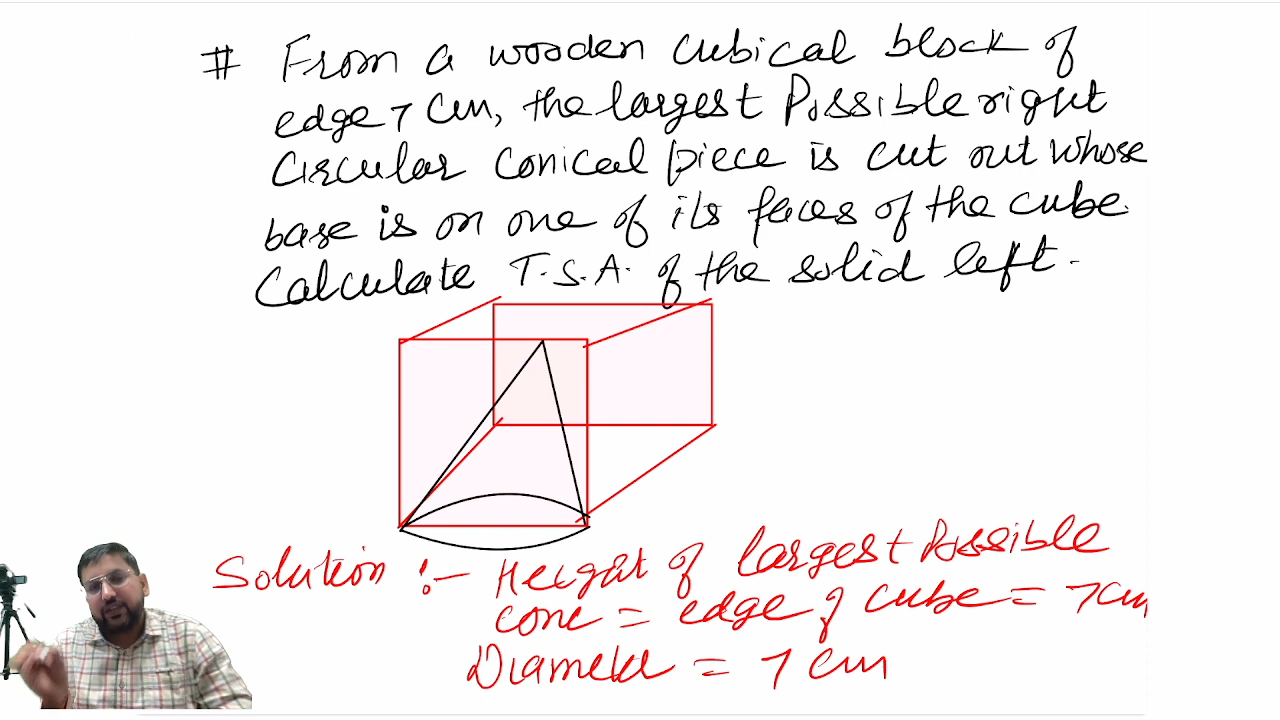 # From a wooden cubical block of
edge 7 cm, the largest Possible right
Circular conical piece is cut out whose
base is on one of its faces of the cube.
Calculate T.S.A. of the solid left.
Solution :- Height of largest Possible
cone = edge of cube = 7cm
Diameter = 7 cm